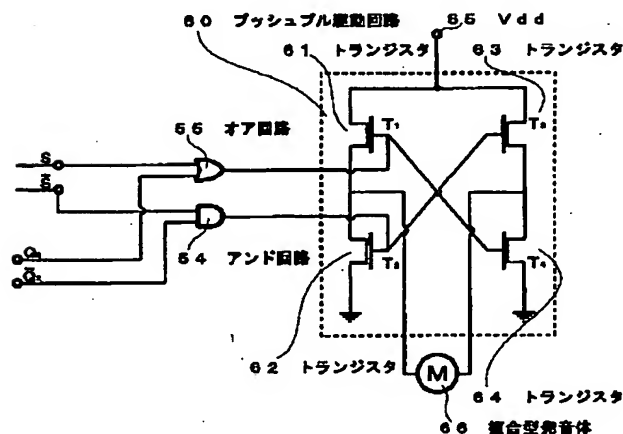 60 プッシュプル駆動回路
65 Vdd
61 トランジスタ
63 トランジスタ
55 オア回路
T₁
T₃
S
S̄
54 アンド回路
T₂
T₄
62 トランジスタ
M
64 トランジスタ
66 複合型発音体